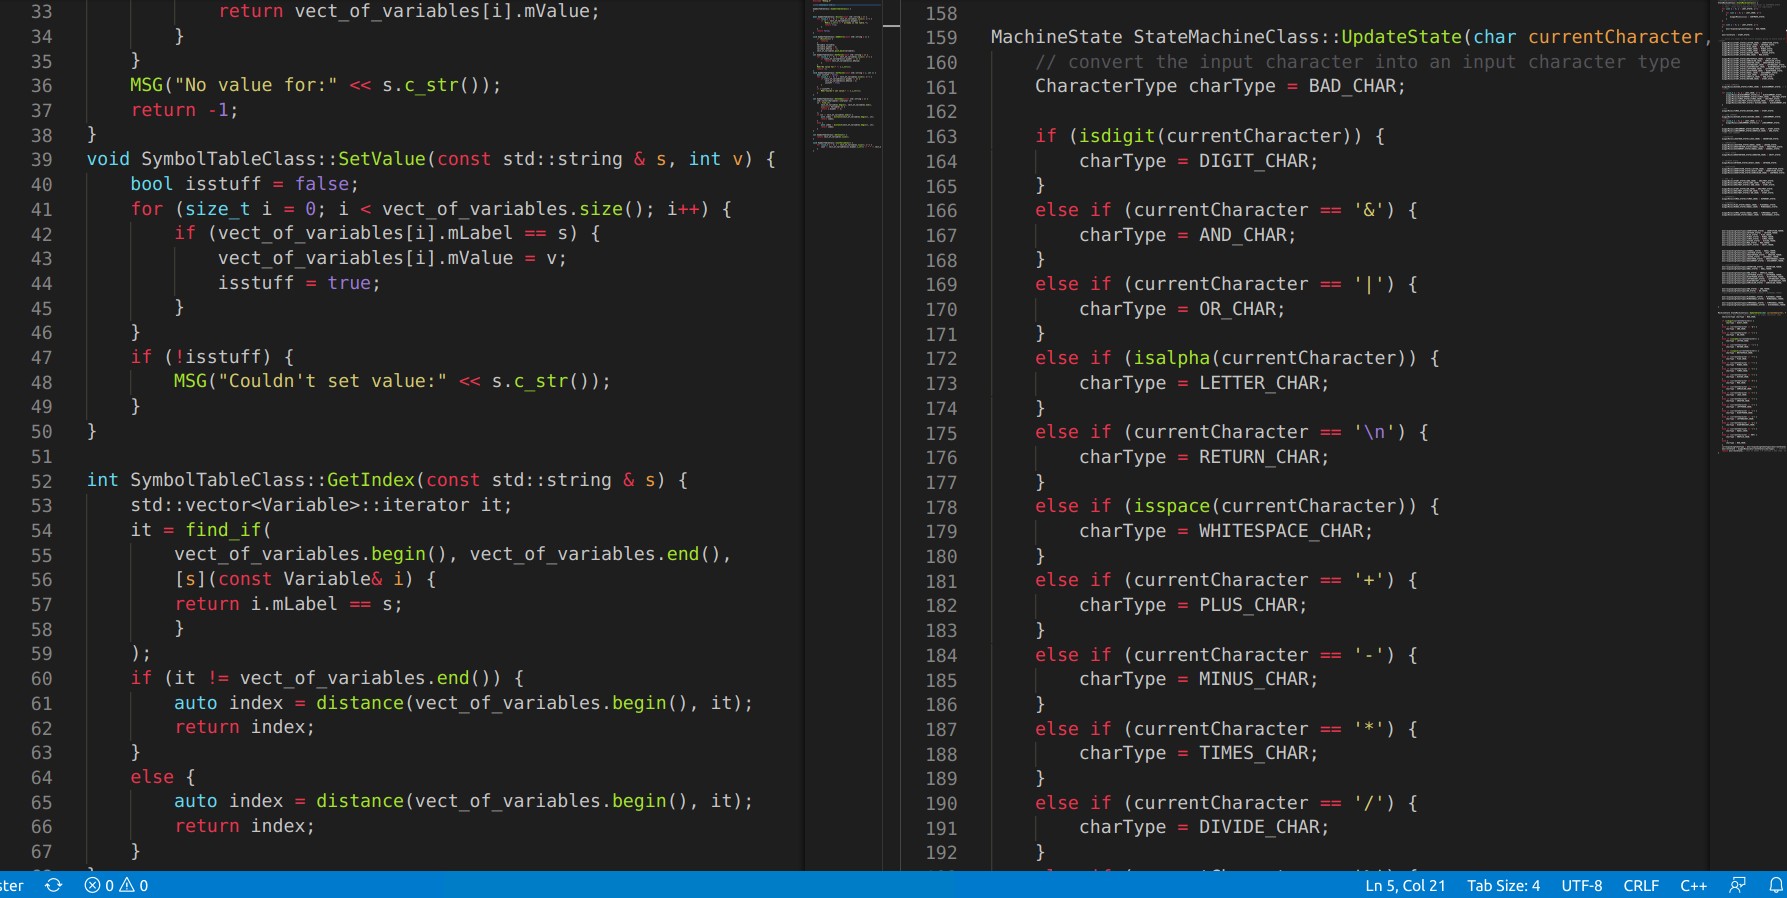 33 return vect_of_variables[i].mValue;
34 }
35 }
36 MSG("No value for:" << s.c_str());
37 return -1;
38 }
39 void SymbolTableClass::SetValue(const std::string & s, int v) {
40 bool isstuff = false;
41 for (size_t i = 0; i < vect_of_variables.size(); i++) {
42 if (vect_of_variables[i].mLabel == s) {
43 vect_of_variables[i].mValue = v;
44 isstuff = true;
45 }
46 }
47 if (!isstuff) {
48 MSG("Couldn't set value:" << s.c_str());
49 }
50 }
51
52 int SymbolTableClass::GetIndex(const std::string & s) {
53 std::vector<Variable>::iterator it;
54 it = find_if(
55 vect_of_variables.begin(), vect_of_variables.end(),
56 [s](const Variable& i) {
57 return i.mLabel == s;
58 }
59 );
60 if (it != vect_of_variables.end()) {
61 auto index = distance(vect_of_variables.begin(), it);
62 return index;
63 }
64 else {
65 auto index = distance(vect_of_variables.begin(), it);
66 return index;
67 }
158
159 MachineState StateMachineClass::UpdateState(char currentCharacter,
160 // convert the input character into an input character type
161 CharacterType charType = BAD_CHAR;
162
163 if (isdigit(currentCharacter)) {
164 charType = DIGIT_CHAR;
165 }
166 else if (currentCharacter == '&') {
167 charType = AND_CHAR;
168 }
169 else if (currentCharacter == '|') {
170 charType = OR_CHAR;
171 }
172 else if (isalpha(currentCharacter)) {
173 charType = LETTER_CHAR;
174 }
175 else if (currentCharacter == '\n') {
176 charType = RETURN_CHAR;
177 }
178 else if (isspace(currentCharacter)) {
179 charType = WHITESPACE_CHAR;
180 }
181 else if (currentCharacter == '+') {
182 charType = PLUS_CHAR;
183 }
184 else if (currentCharacter == '-') {
185 charType = MINUS_CHAR;
186 }
187 else if (currentCharacter == '*') {
188 charType = TIMES_CHAR;
189 }
190 else if (currentCharacter == '/') {
191 charType = DIVIDE_CHAR;
192 }
ster 0 0 Ln 5, Col 21 Tab Size: 4 UTF-8 CRLF C++